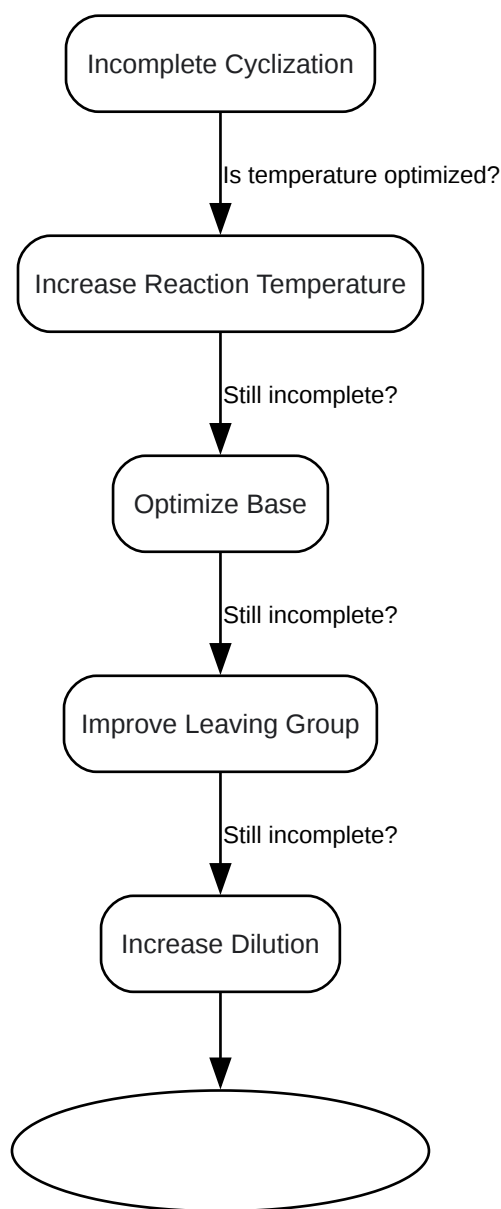 Incomplete Cyclization
Is temperature optimized?
Increase Reaction Temperature
Still incomplete?
Optimize Base
Still incomplete?
Improve Leaving Group
Still incomplete?
Increase Dilution